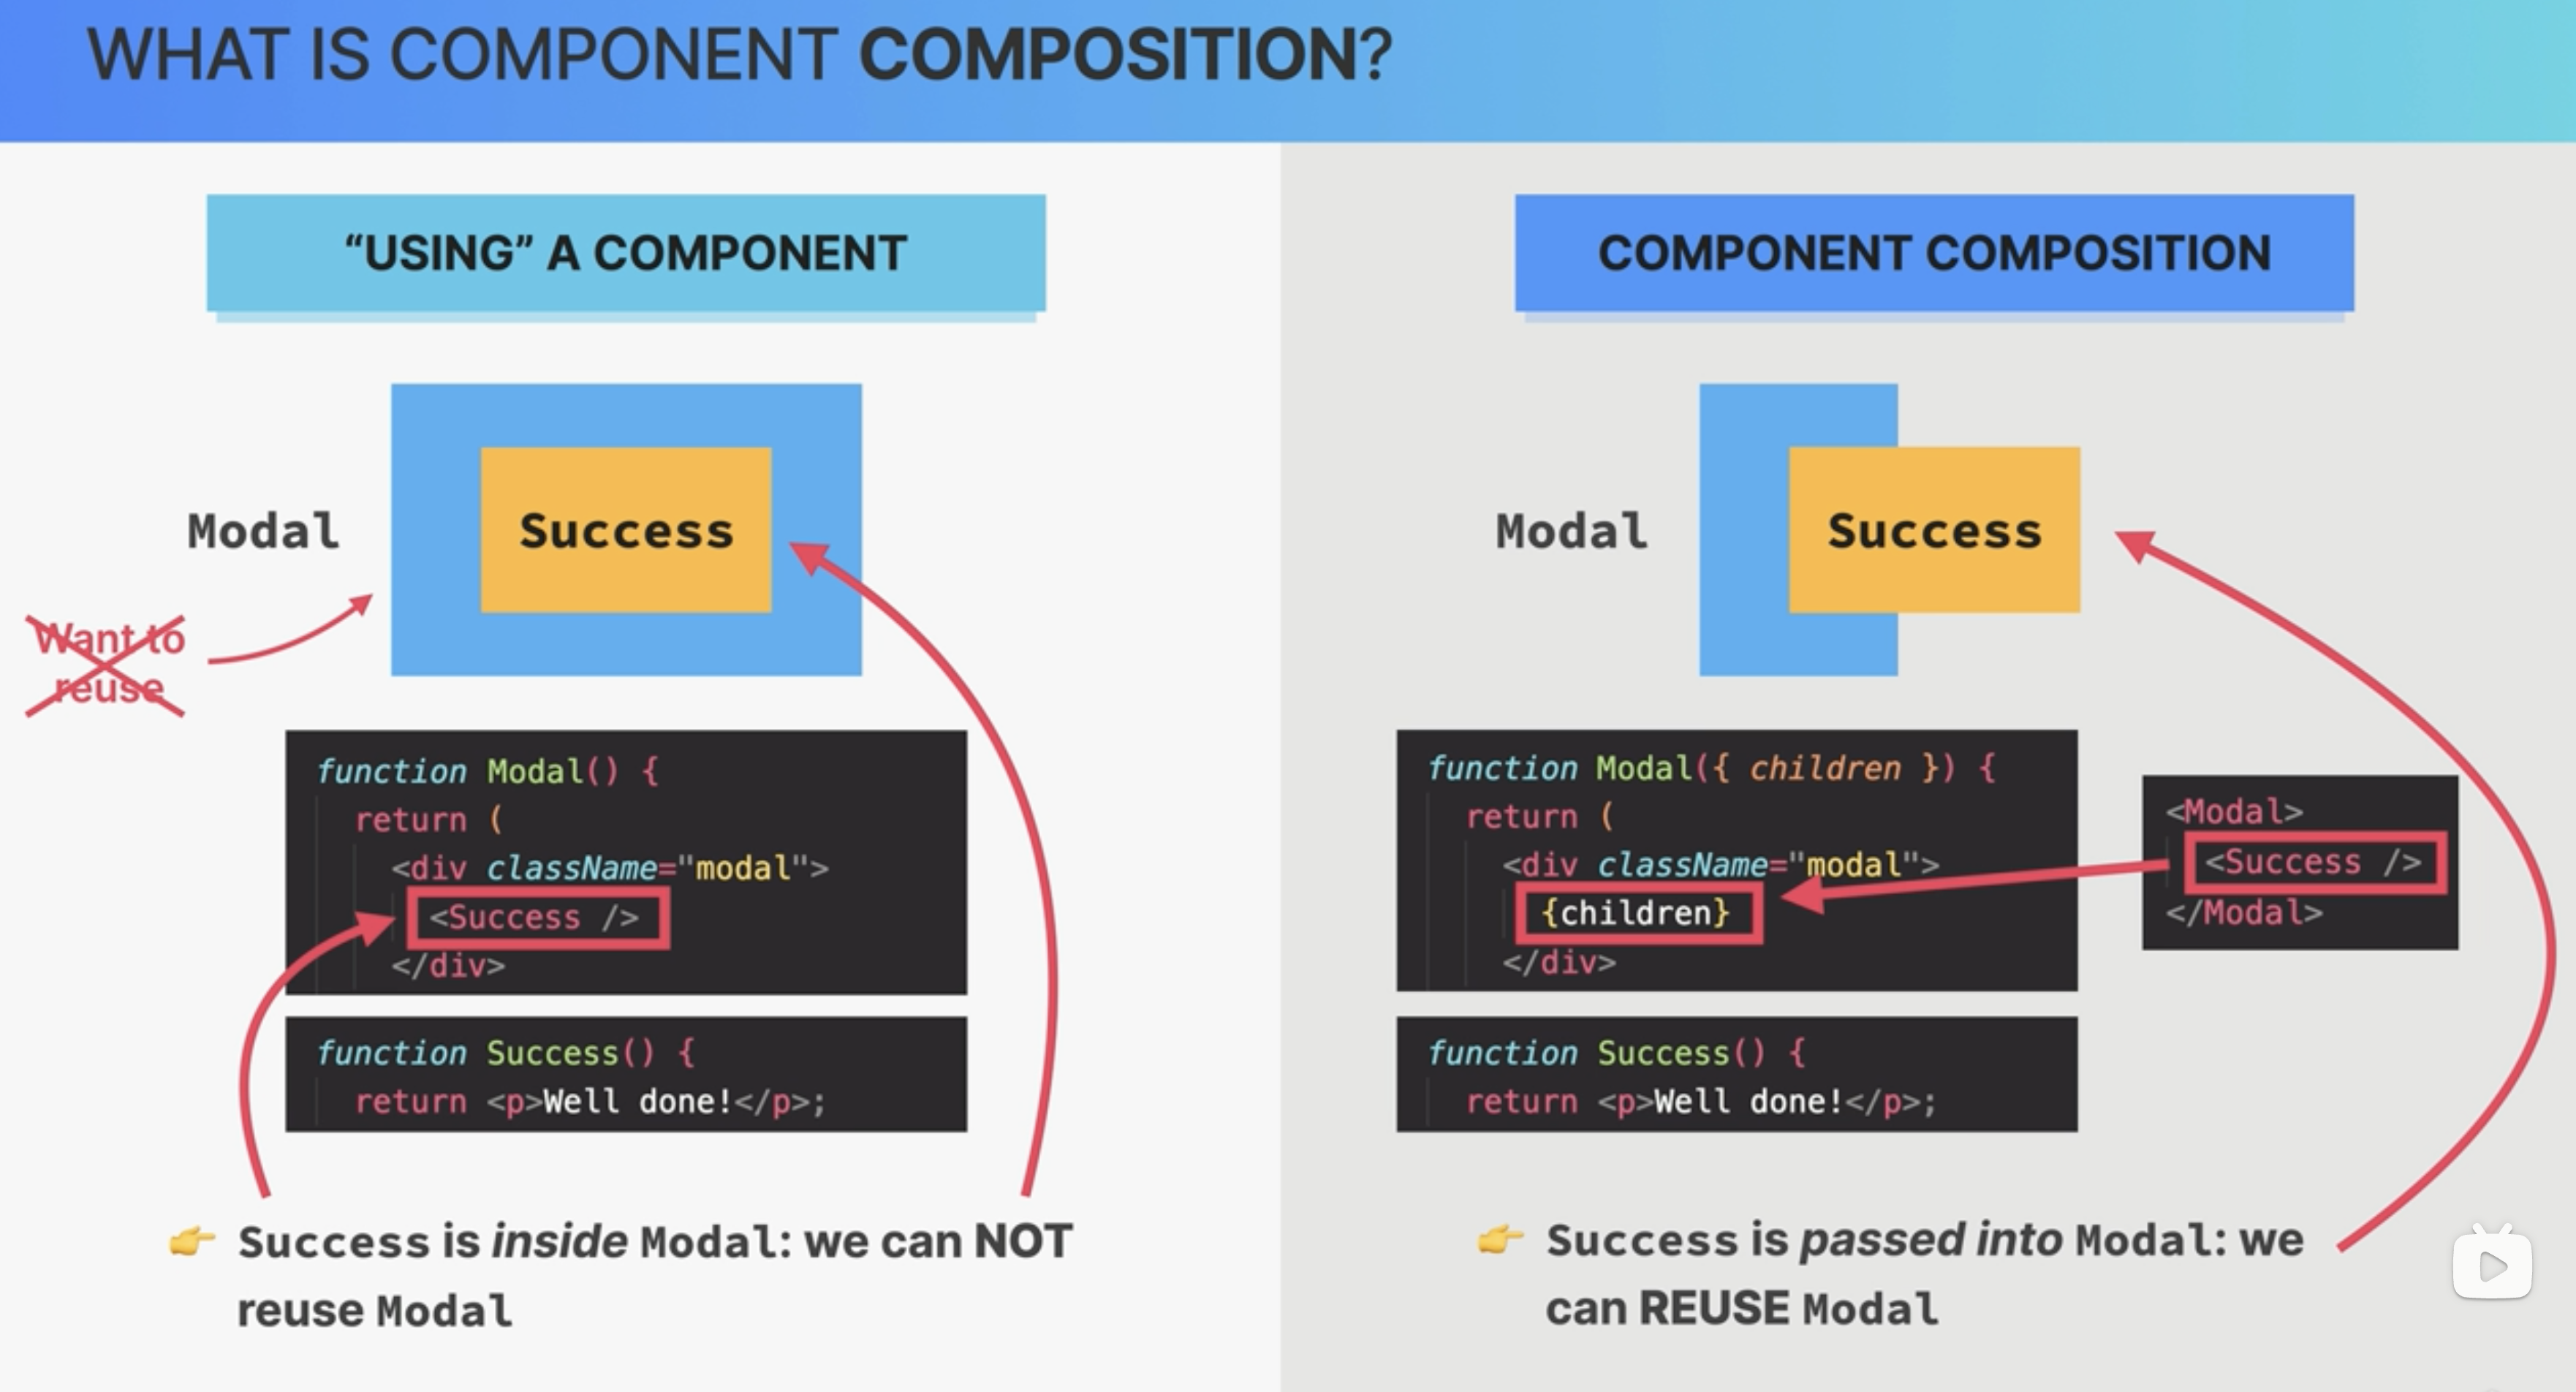 WHAT IS COMPONENT COMPOSITION?
“USING” A COMPONENT
Modal
Success
Want to
reuse
function Modal() {
return (
<div className="modal">
<Success />
</div>
function Success() {
return <p>Well done!</p>;
👉 Success is inside Modal: we can NOT
reuse Modal
COMPONENT COMPOSITION
Modal
Success
function Modal({ children }) {
return (
<div className="modal">
{children}
</div>
<Modal>
<Success />
</Modal>
function Success() {
return <p>Well done!</p>;
👉 Success is passed into Modal: we
can REUSE Modal